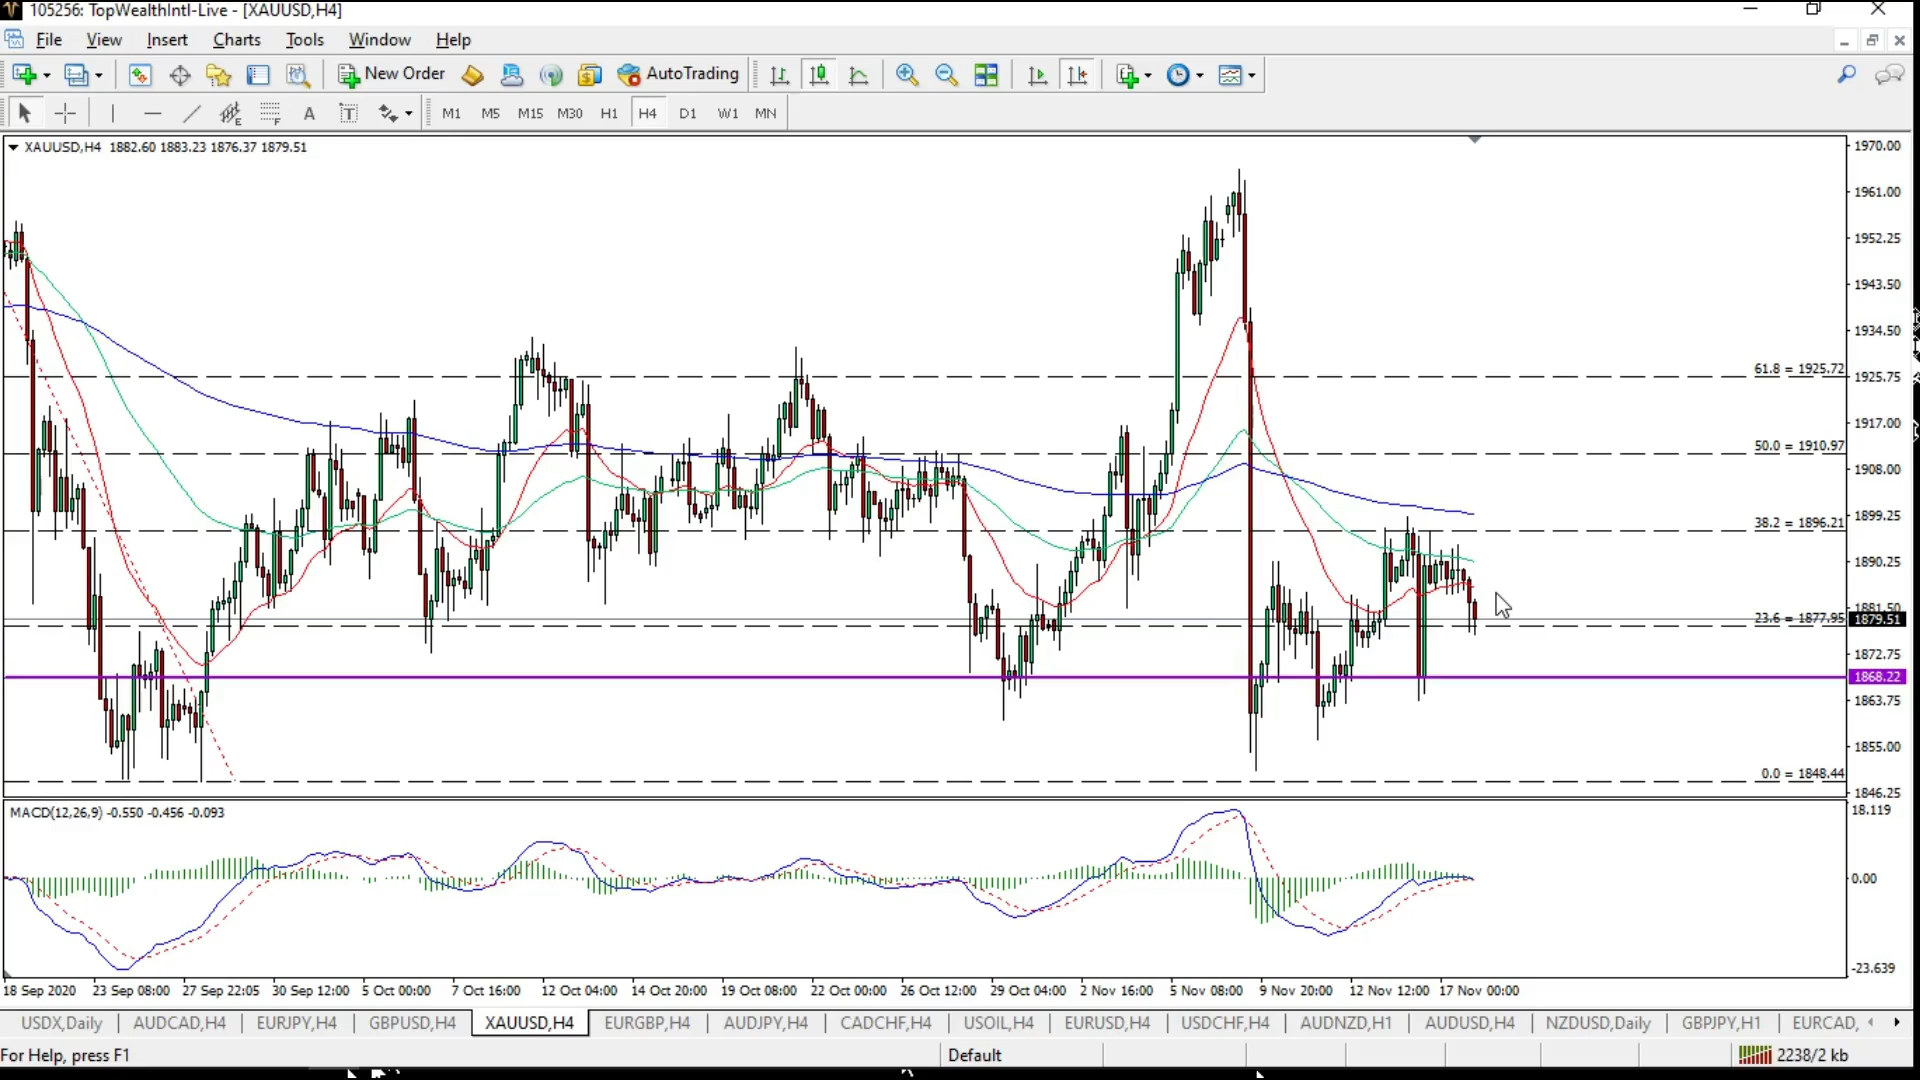 105256: TopWealthIntl-Live - [XAUUSD,H4]
File View Insert Charts Tools Window Help
New Order AutoTrading
A T M1 M5 M15 M30 H1 H4 D1 W1 MN
XAUUSD,H4 1882.60 1883.23 1876.37 1879.51
1970.00
1961.00
1952.25
1943.50
1934.50
61.8 = 1925.72
1925.75
1917.00
50.0 = 1910.97
1908.00
1899.25
38.2 = 1896.21
1890.25
1881.50
23.6 = 1877.95 1879.51
1872.75
1868.22
1863.75
1855.00
0.0 = 1848.44
1846.25
MACD(12,26,9) -0.550 -0.456 -0.093
18.119
0.00
-23.639
18 Sep 2020 23 Sep 08:00 27 Sep 22:05 30 Sep 12:00 5 Oct 00:00 7 Oct 16:00 12 Oct 04:00 14 Oct 20:00 19 Oct 08:00 22 Oct 00:00 26 Oct 12:00 29 Oct 04:00 2 Nov 16:00 5 Nov 08:00 9 Nov 20:00 12 Nov 12:00 17 Nov 00:00
USDX,Daily AUDCAD,H4 EURJPY,H4 GBPUSD,H4 XAUUSD,H4 EURGBP,H4 AUDJPY,H4 CADCHF,H4 USOIL,H4 EURUSD,H4 USDCHF,H4 AUDNZD,H1 AUDUSD,H4 NZDUSD,Daily GBPJPY,H1 EURCAD,
For Help, press F1 Default 2238/2 kb